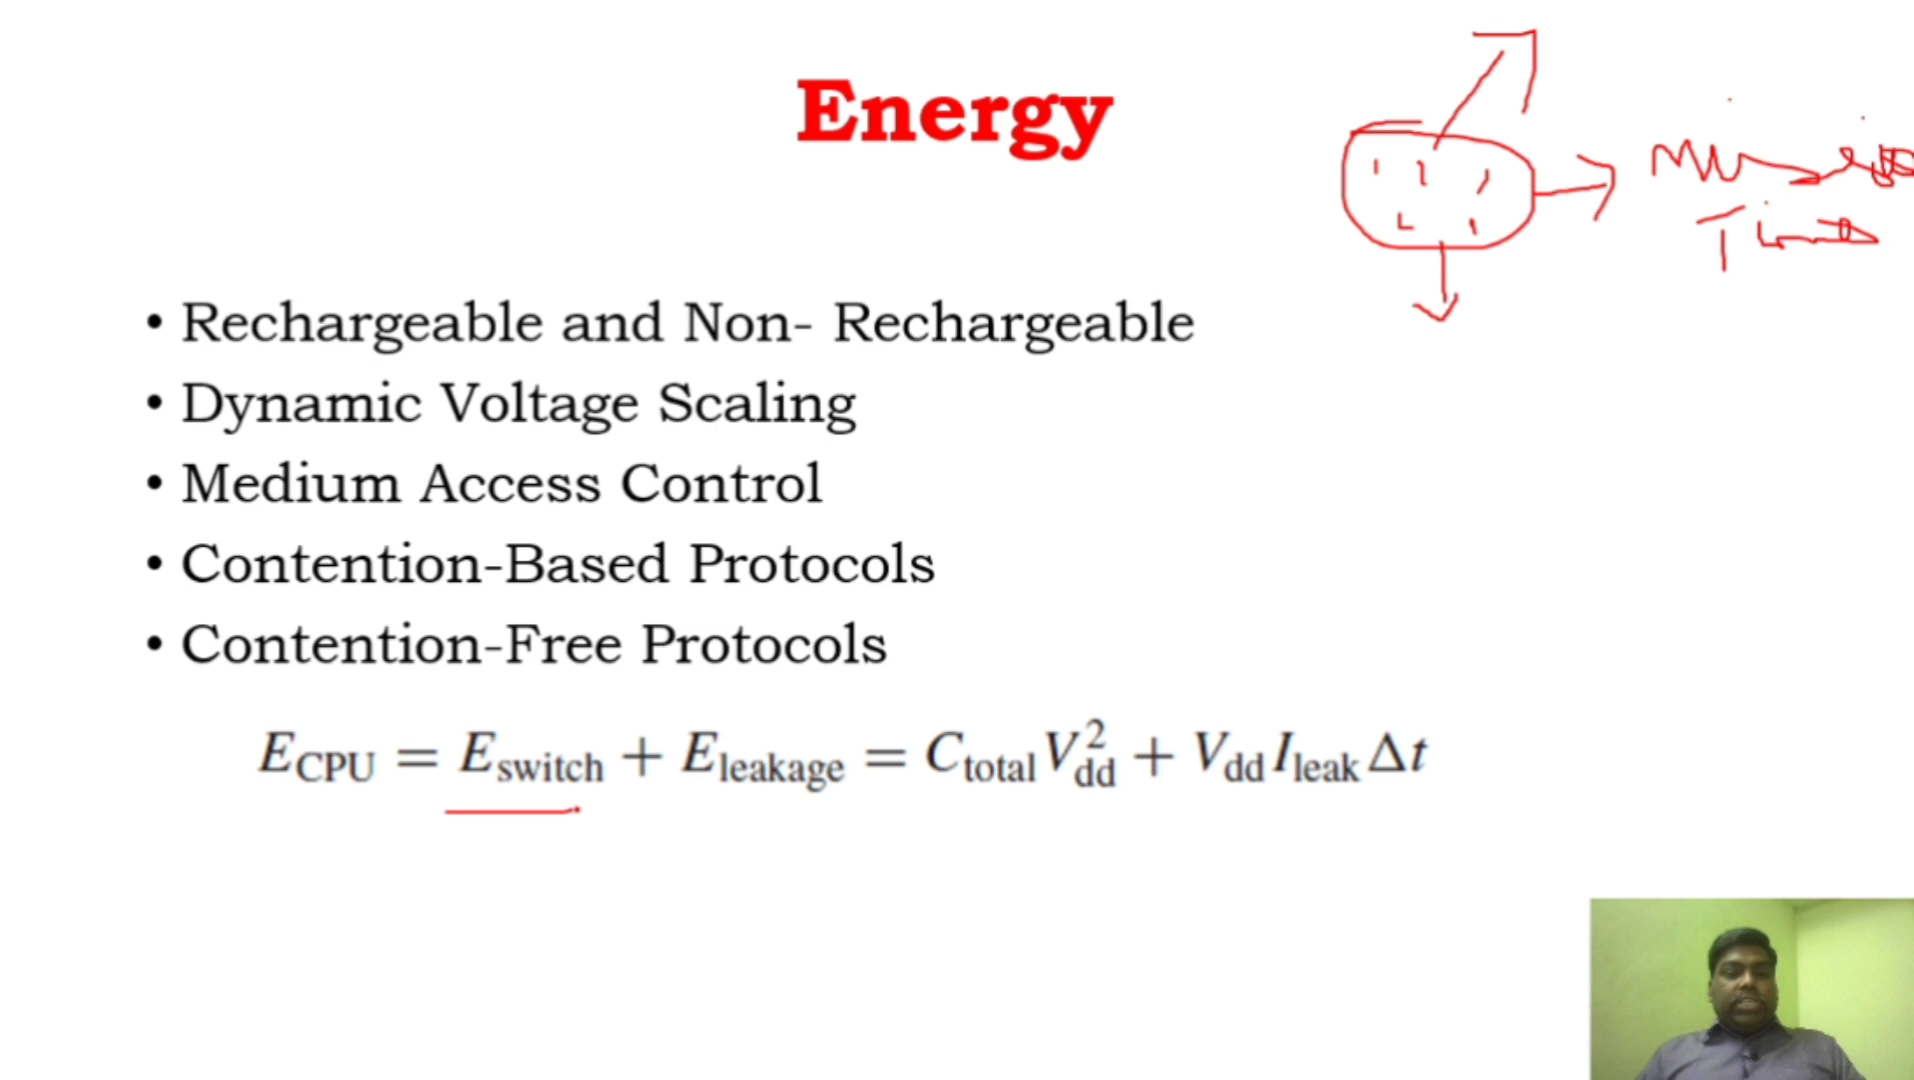 Energy
• Rechargeable and Non- Rechargeable
• Dynamic Voltage Scaling
• Medium Access Control
• Contention-Based Protocols
• Contention-Free Protocols
E_CPU = E_switch + E_leakage = C_total V_dd^2 + V_dd I_leak Δt